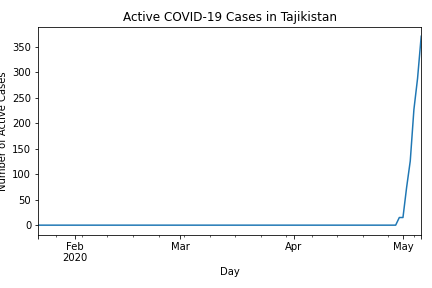 Active COVID-19 Cases in Tajikistan
350
300
250
200
150
100
50
0
Number of Active Cases
Feb
2020
Mar
Apr
May
Day